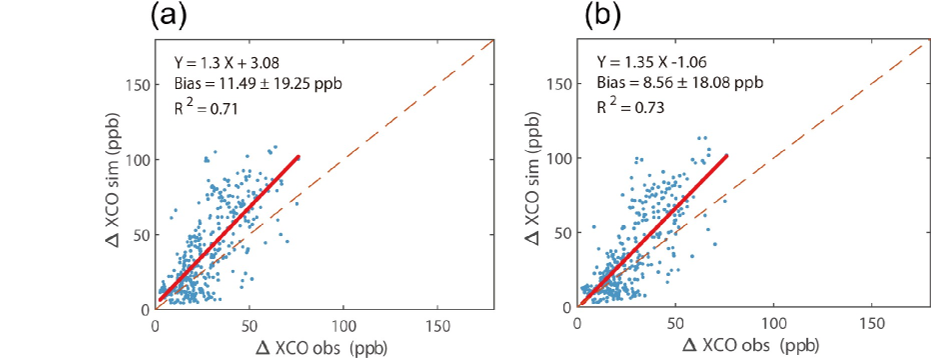 (a)
Y = 1.3 X + 3.08
Bias = 11.49 ± 19.25 ppb
R 2 = 0.71
150
100
50
0
0 50 100 150
Δ XCO sim (ppb)
Δ XCO obs (ppb)
(b)
Y = 1.35 X -1.06
Bias = 8.56 ± 18.08 ppb
R 2 = 0.73
150
100
50
0
0 50 100 150
Δ XCO sim (ppb)
Δ XCO obs (ppb)